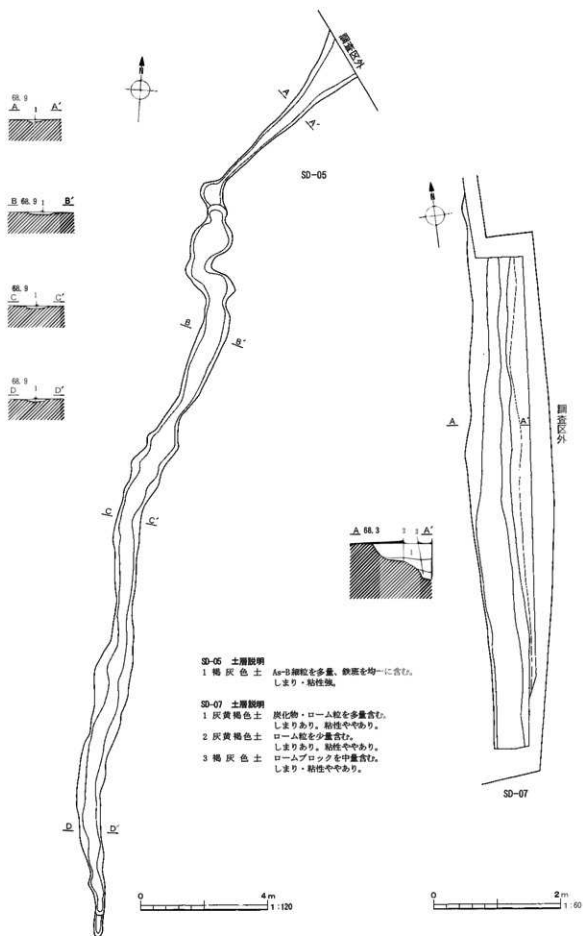 調査区外
N
A
A'
SD-05
68.9
A 1 A'
B 68.9 1 B'
68.9
C 1 C'
68.9
D 1 D'
B
B'
C
C'
D
D'
N
A
A'
調査区外
A 68.3 A'
1
SD-07
SD-05 土層説明
1 褐灰色土 As-B細粒を多量、鉄斑を均一に含む。
しまり・粘性強。
SD-07 土層説明
1 灰黄褐色土 炭化物・ローム粒を多量含む。
しまりあり。粘性ややあり。
2 灰黄褐色土 ローム粒を少量含む。
しまりあり。粘性ややあり。
3 褐灰色土 ロームブロックを中量含む。
しまり・粘性ややあり。
0 4m
1:120
0 2m
1:60